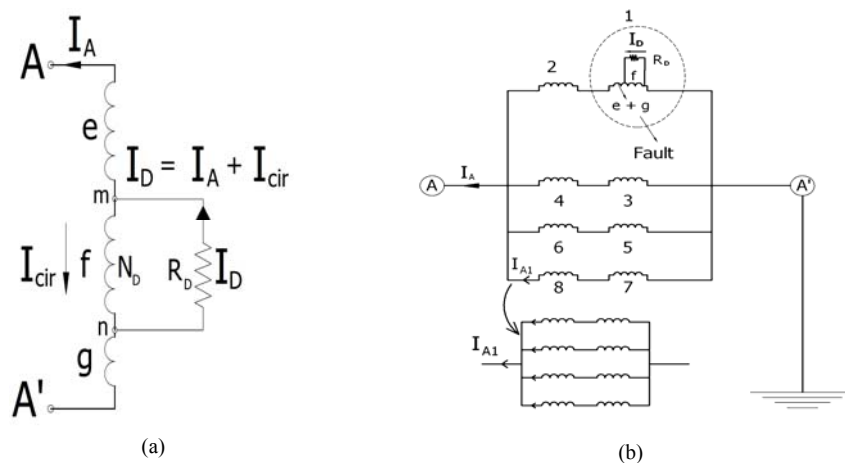 I_A
A
e
I_D = I_A + I_cir
m
I_cir
f
N_D
R_D
I_D
n
g
A'
(a)
1
I_D
R_D
2
f
e + g
Fault
A
I_A
A'
4
3
6
5
I_A1
8
7
I_A1
(b)